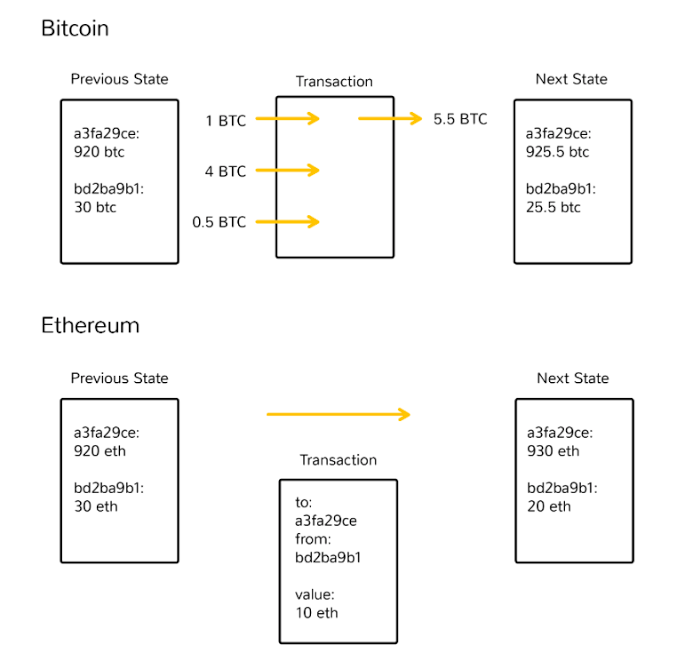 Bitcoin
Previous State
Transaction
Next State
a3fa29ce:
920 btc
bd2ba9b1:
30 btc
1 BTC
4 BTC
0.5 BTC
5.5 BTC
a3fa29ce:
925.5 btc
bd2ba9b1:
25.5 btc
Ethereum
Previous State
Next State
a3fa29ce:
920 eth
bd2ba9b1:
30 eth
Transaction
to:
a3fa29ce
from:
bd2ba9b1
value:
10 eth
a3fa29ce:
930 eth
bd2ba9b1:
20 eth